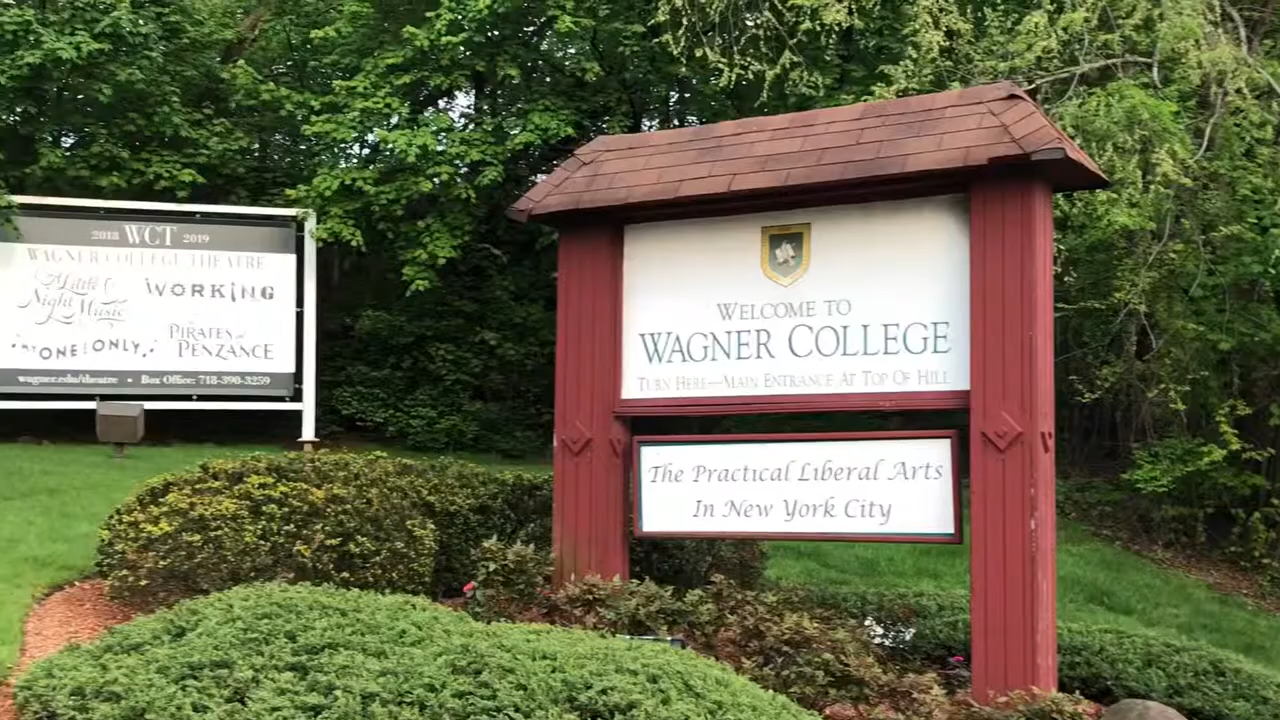 2018 WCT 2019
WAGNER COLLEGE THEATRE
A Little
Night Music
WORKING
ONE & ONLY
PIRATES OF
PENZANCE
wagner.edu/theatre • Box Office: 718-390-3259
WELCOME TO
WAGNER COLLEGE
TURN HERE—MAIN ENTRANCE AT TOP OF HILL
The Practical Liberal Arts
In New York City